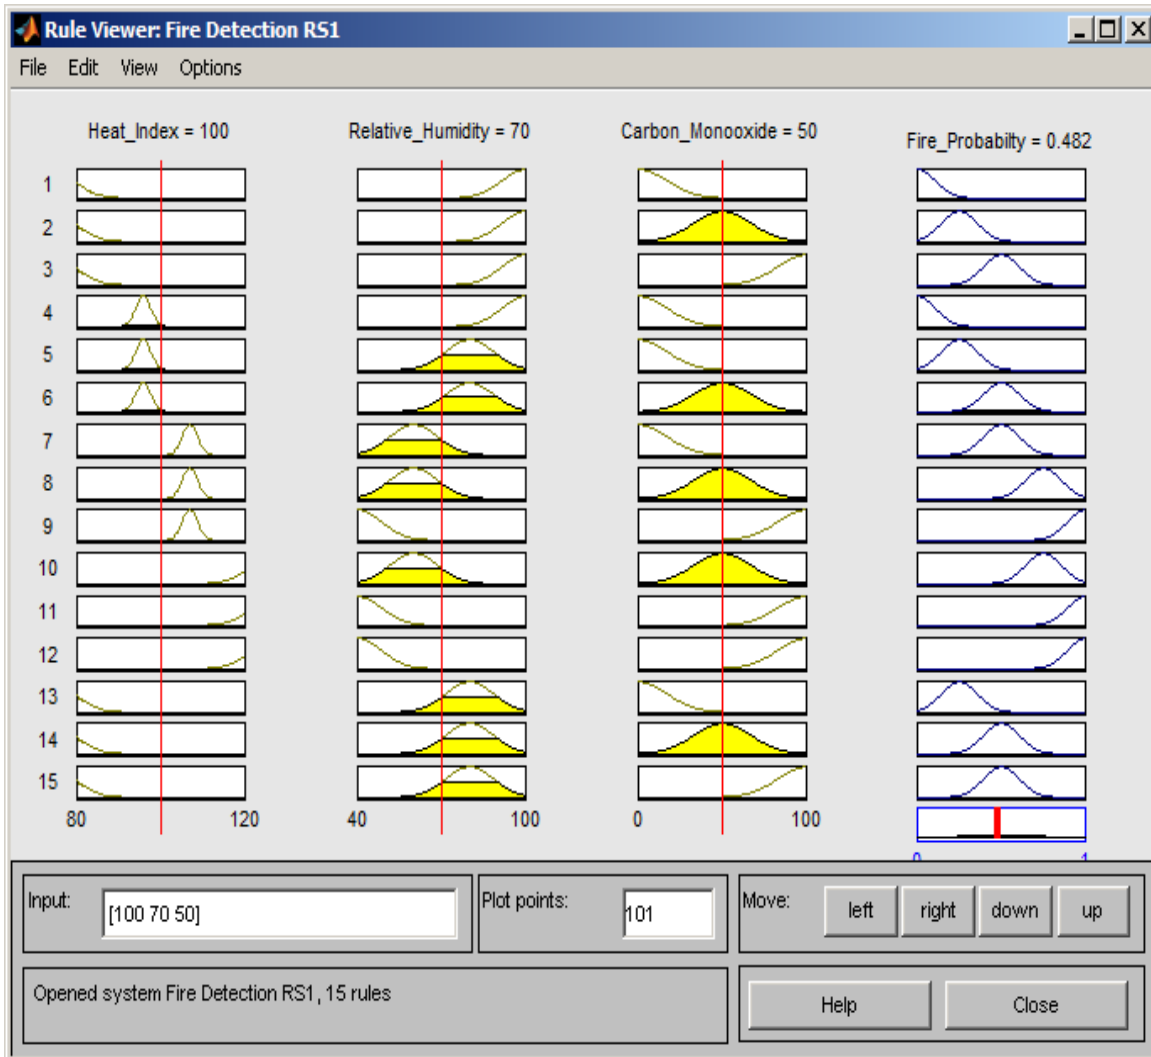 Rule Viewer: Fire Detection RS1
File Edit View Options
Heat_Index = 100 Relative_Humidity = 70 Carbon_Monooxide = 50 Fire_Probabilty = 0.482
1
2
3
4
5
6
7
8
9
10
11
12
13
14
15
80 120 40 100 0 100
0 1
Input: [100 70 50] Plot points: 101 Move: left right down up
Opened system Fire Detection RS1, 15 rules Help Close